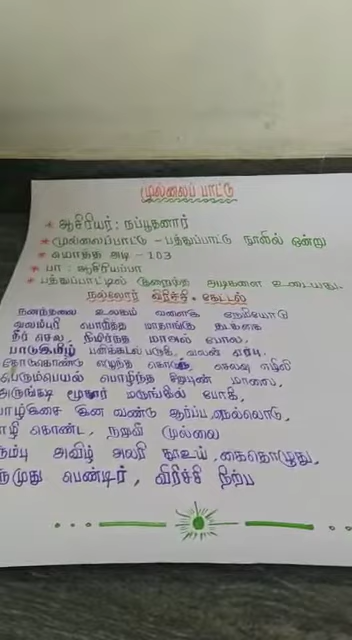 முல்லைப் பாட்டு
* ஆசிரியர் : நப்பூதனார்
* முல்லைப்பாட்டு - பத்துப்பாட்டு நூலில் ஒன்று
* மொத்த அடி - 103
* பா : ஆசிரியப்பா
* பத்துப்பாட்டில் குறைந்த அடிகளை உடையது.
நல்லோர் விரிச்சி கேட்டல்
நனந்தலை உலகம் வளைஇ நேமியொடு
வலம்புரி பொறித்த மாதாங்கு தடக்கை
நீர் செல, நிமிர்ந்த மாஅல் போல,
பாடுஇமிழ் பனிக்கடல் பருகி, வலன் ஏர்பு,
கோடுகொண்டு எழுந்த கொடுஞ் செலவு எழிலி
பெரும்பெயல் பொழிந்த சிறுபுன் மாலை,
அருங்கடி மூதூர் மருங்கில் போகி,
யாழ்இசை இன வண்டு ஆர்ப்ப, நெல்லொடு,
ழி கொண்ட, நறுவீ முல்லை
ரும்பு அவிழ் அலரி தூஉய், கைதொழுது,
ருமுது பெண்டிர், விரிச்சி நிற்ப